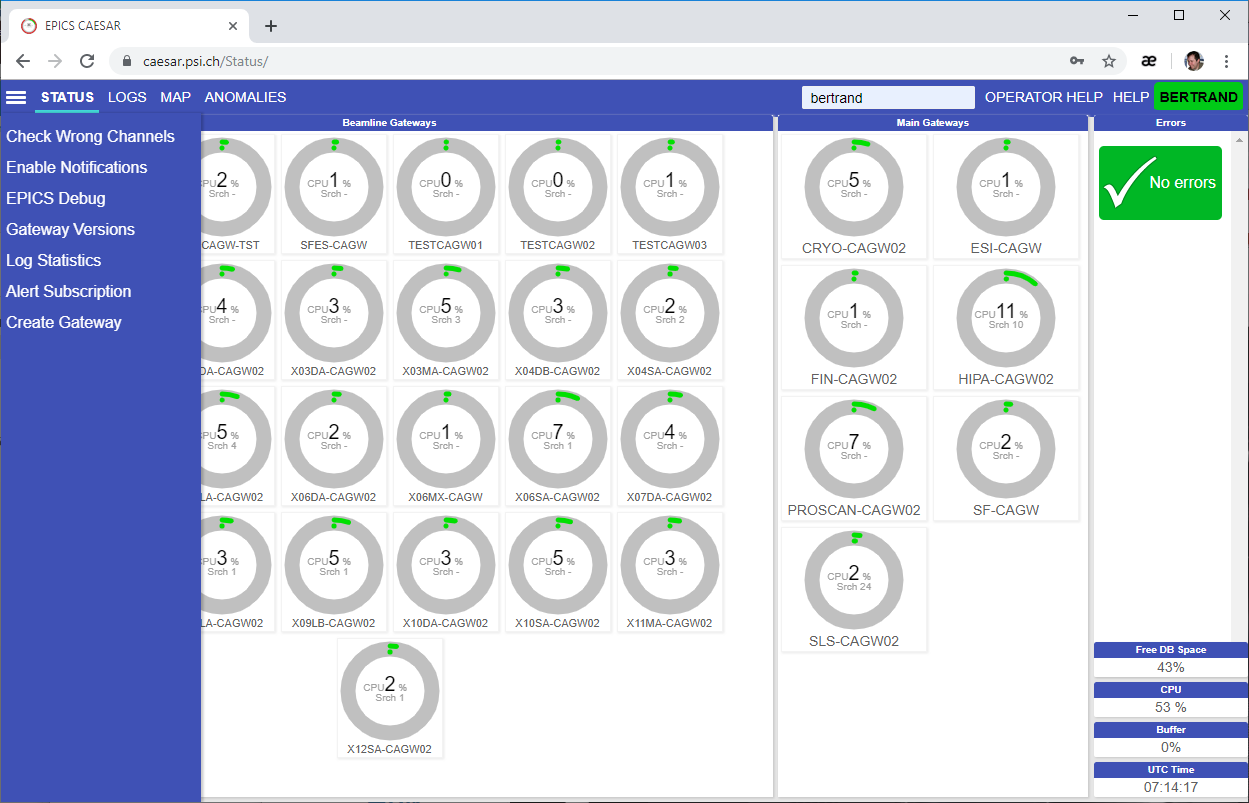 EPICS CAESAR
caesar.psi.ch/Status/
æ
STATUS LOGS MAP ANOMALIES bertrand OPERATOR HELP HELP BERTRAND
Check Wrong Channels
Enable Notifications
EPICS Debug
Gateway Versions
Log Statistics
Alert Subscription
Create Gateway
Beamline Gateways
2 %
Srch -
CAGW-TST
CPU 1 %
Srch -
SFES-CAGW
CPU 0 %
Srch -
TESTCAGW01
CPU 0 %
Srch -
TESTCAGW02
CPU 1 %
Srch -
TESTCAGW03
4 %
Srch -
DA-CAGW02
CPU 3 %
Srch -
X03DA-CAGW02
CPU 5 %
Srch 3
X03MA-CAGW02
CPU 3 %
Srch -
X04DB-CAGW02
CPU 2 %
Srch 2
X04SA-CAGW02
5 %
Srch 4
LA-CAGW02
CPU 2 %
Srch -
X06DA-CAGW02
CPU 1 %
Srch -
X06MX-CAGW
CPU 7 %
Srch 1
X06SA-CAGW02
CPU 4 %
Srch -
X07DA-CAGW02
3 %
Srch 1
LA-CAGW02
CPU 5 %
Srch 1
X09LB-CAGW02
CPU 3 %
Srch -
X10DA-CAGW02
CPU 5 %
Srch -
X10SA-CAGW02
CPU 3 %
Srch -
X11MA-CAGW02
CPU 2 %
Srch 1
X12SA-CAGW02
Main Gateways
CPU 5 %
Srch -
CRYO-CAGW02
CPU 1 %
Srch -
ESI-CAGW
CPU 1 %
Srch -
FIN-CAGW02
CPU 11 %
Srch 10
HIPA-CAGW02
CPU 7 %
Srch -
PROSCAN-CAGW02
CPU 2 %
Srch -
SF-CAGW
CPU 2 %
Srch 24
SLS-CAGW02
Errors
No errors
Free DB Space
43%
CPU
53 %
Buffer
0%
UTC Time
07:14:17